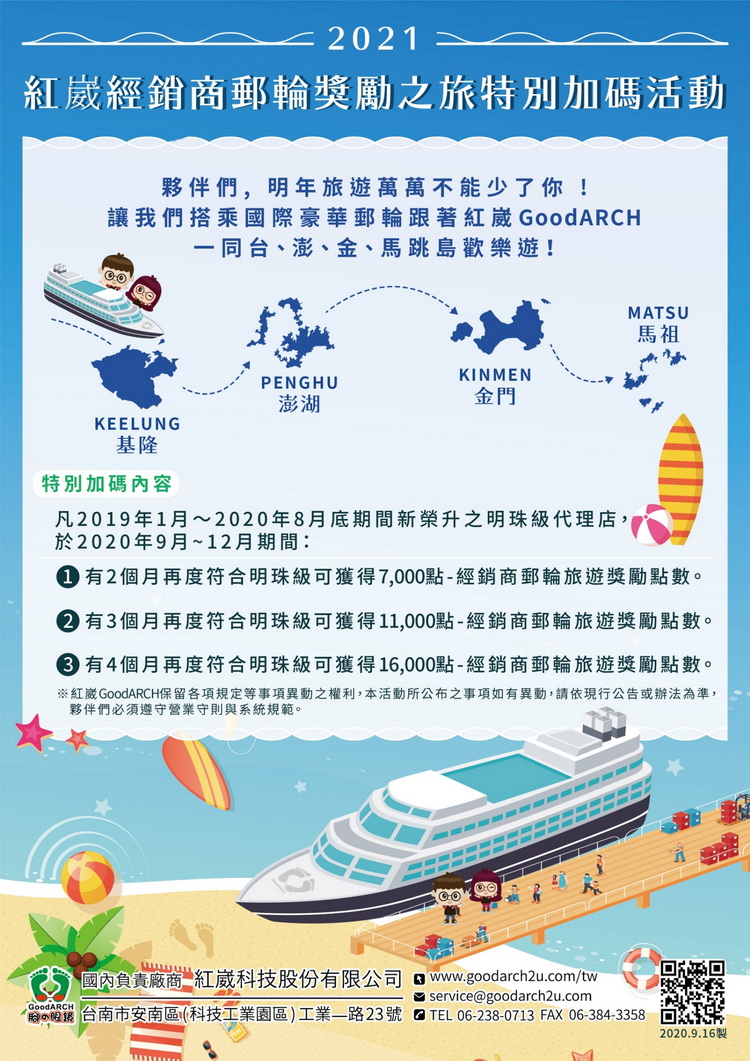 2021
紅崴經銷商郵輪獎勵之旅特別加碼活動
夥伴們, 明年旅遊萬萬不能少了你 !
讓我們搭乘國際豪華郵輪跟著紅崴GoodARCH
一同台、澎、金、馬跳島歡樂遊!
MATSU
馬祖
PENGHU
澎湖
KINMEN
金門
KEELUNG
基隆
特別加碼內容
凡2019年1月～2020年8月底期間新榮升之明珠級代理店，
於2020年9月~12月期間：
1 有2個月再度符合明珠級可獲得7,000點-經銷商郵輪旅遊獎勵點數。
2 有3個月再度符合明珠級可獲得11,000點-經銷商郵輪旅遊獎勵點數。
3 有4個月再度符合明珠級可獲得16,000點-經銷商郵輪旅遊獎勵點數。
※紅崴GoodARCH保留各項規定等事項異動之權利，本活動所公布之事項如有異動，請依現行公告或辦法為準，
夥伴們必須遵守營業守則與系統規範。
GoodARCH
腳の眼鏡
國內負責廠商 紅崴科技股份有限公司
台南市安南區(科技工業園區)工業一路23號
www.goodarch2u.com/tw
service@goodarch2u.com
TEL 06-238-0713 FAX 06-384-3358
2020.9.16製